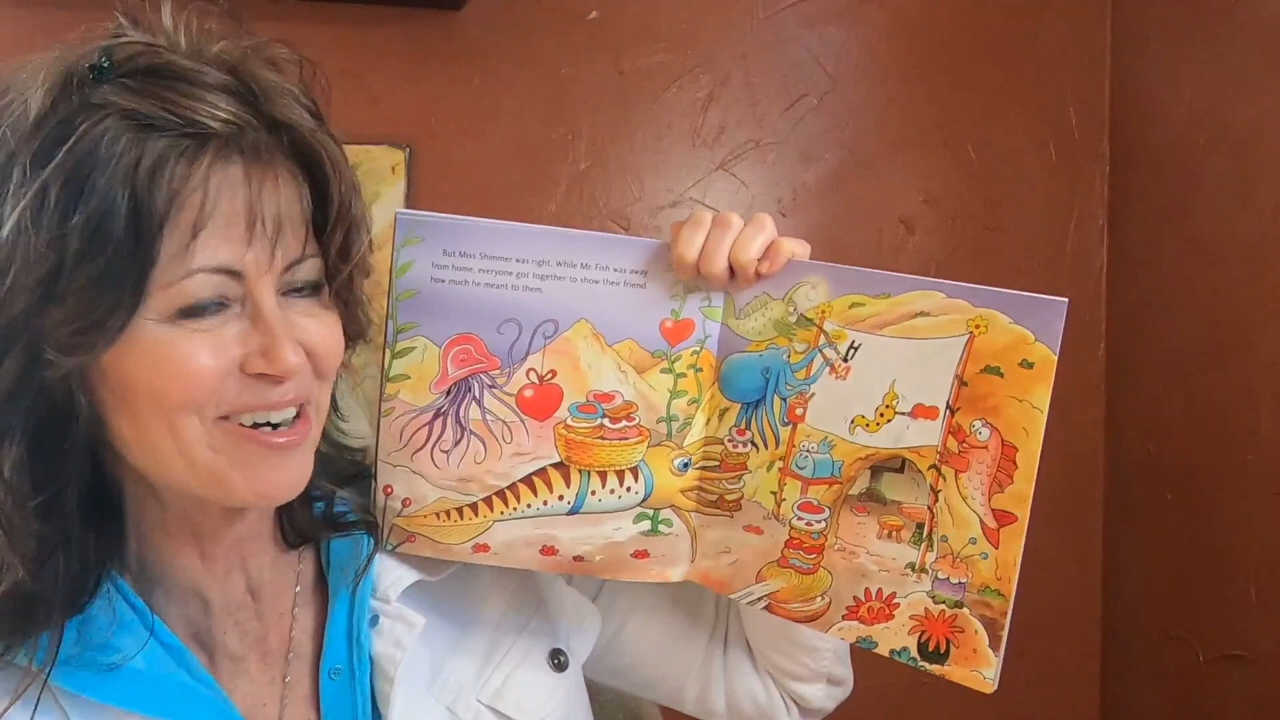 But Miss Shimmer was right. While Mr. Fish was away
from home, everyone got together to show their friend
how much he meant to them.